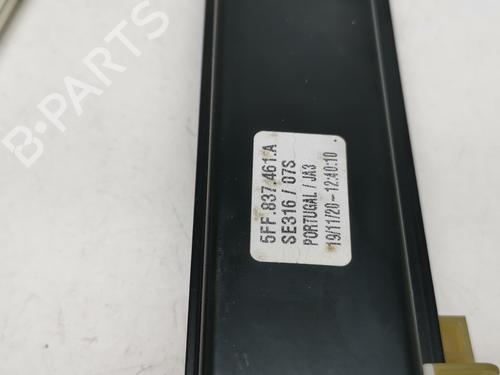 B-PARTS
5FF.837.461.A
SE316 / 07S
PORTUGAL / JA3
19/11/20-12:40:10